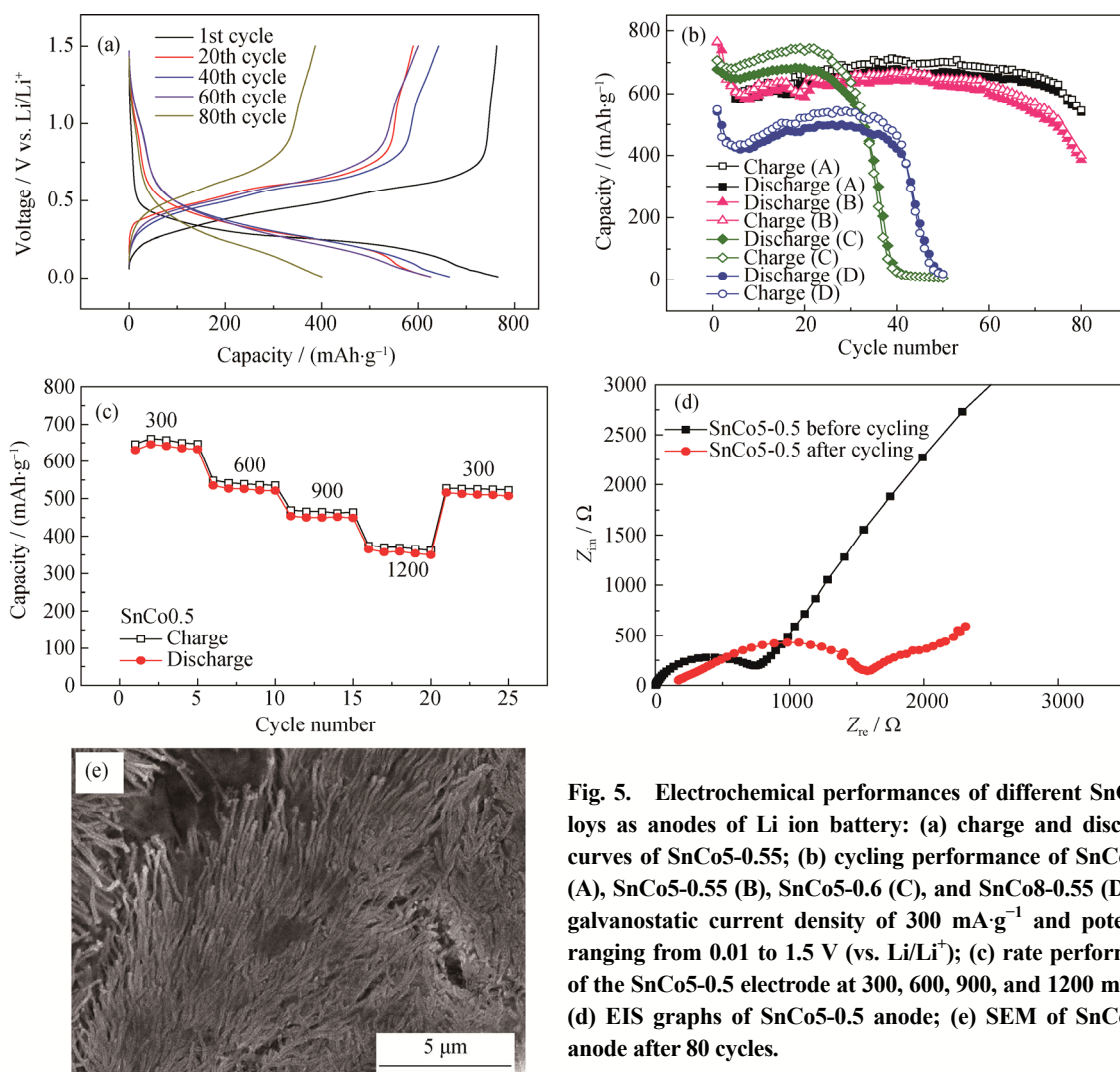 (a)
1st cycle
20th cycle
40th cycle
60th cycle
80th cycle
1.5
1.0
0.5
0.0
Voltage / V vs. Li/Li⁺
0 200 400 600 800
Capacity / (mAh·g⁻¹)
(b)
1000
800
600
400
200
0
Capacity / (mAh·g⁻¹)
Charge (A)
Discharge (A)
Discharge (B)
Charge (B)
Discharge (C)
Charge (C)
Discharge (D)
Charge (D)
0 20 40 60 80
Cycle number
(c)
800
700
600
500
400
300
200
100
0
Capacity / (mAh·g⁻¹)
300
600
900
1200
300
SnCo0.5
Charge
Discharge
0 5 10 15 20 25
Cycle number
(d)
SnCo5-0.5 before cycling
SnCo5-0.5 after cycling
3000
2500
2000
1500
1000
500
0
Z_im / Ω
0 1000 2000 3000
Z_re / Ω
(e)
5 μm
Fig. 5. Electrochemical performances of different SnC
loys as anodes of Li ion battery: (a) charge and disc
curves of SnCo5-0.55; (b) cycling performance of SnC
(A), SnCo5-0.55 (B), SnCo5-0.6 (C), and SnCo8-0.55 (D
galvanostatic current density of 300 mA·g⁻¹ and pote
ranging from 0.01 to 1.5 V (vs. Li/Li⁺); (c) rate perform
of the SnCo5-0.5 electrode at 300, 600, 900, and 1200 m
(d) EIS graphs of SnCo5-0.5 anode; (e) SEM of SnC
anode after 80 cycles.